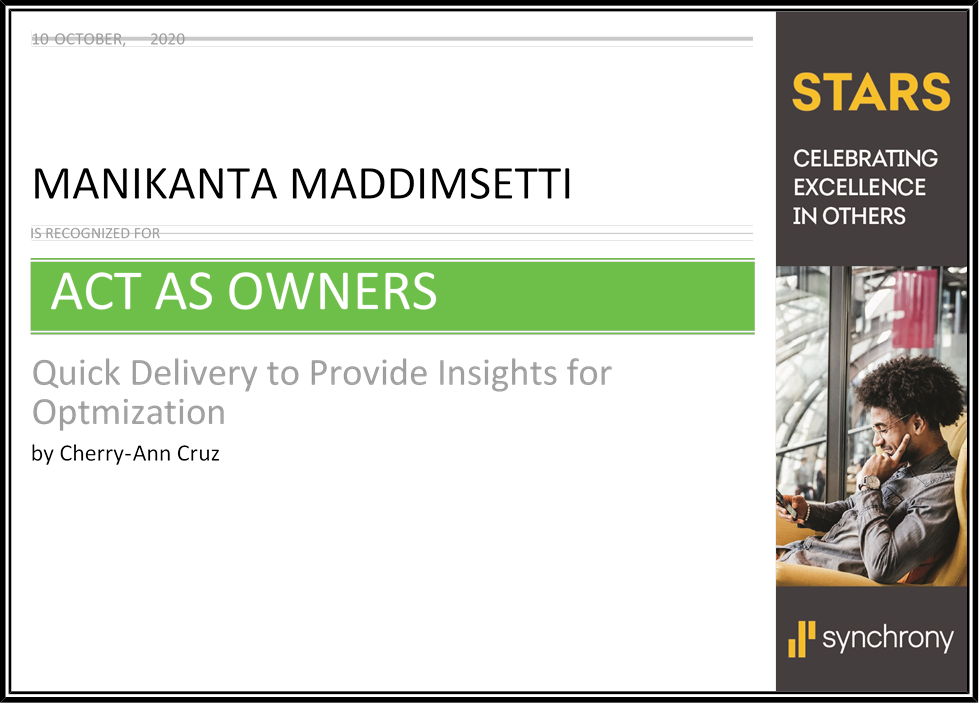 10 OCTOBER, 2020
MANIKANTA MADDIMSETTI
IS RECOGNIZED FOR
ACT AS OWNERS
Quick Delivery to Provide Insights for
Optmization
by Cherry-Ann Cruz
STARS
CELEBRATING
EXCELLENCE
IN OTHERS
synchrony